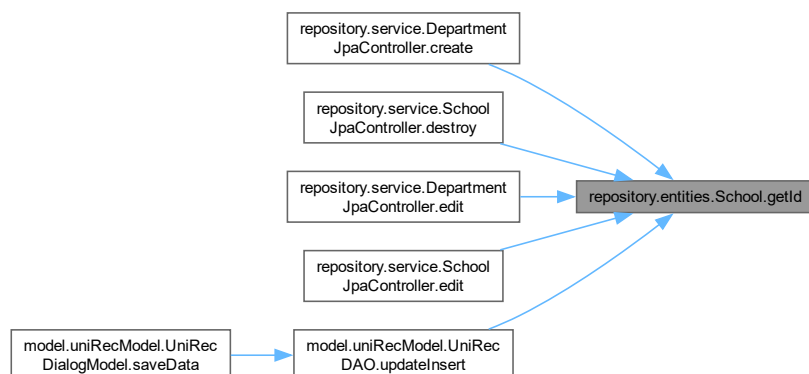 repository.service.Department
JpaController.create
repository.service.School
JpaController.destroy
repository.service.Department
JpaController.edit
repository.entities.School.getId
repository.service.School
JpaController.edit
model.uniRecModel.UniRec
DialogModel.saveData
model.uniRecModel.UniRec
DAO.updateInsert